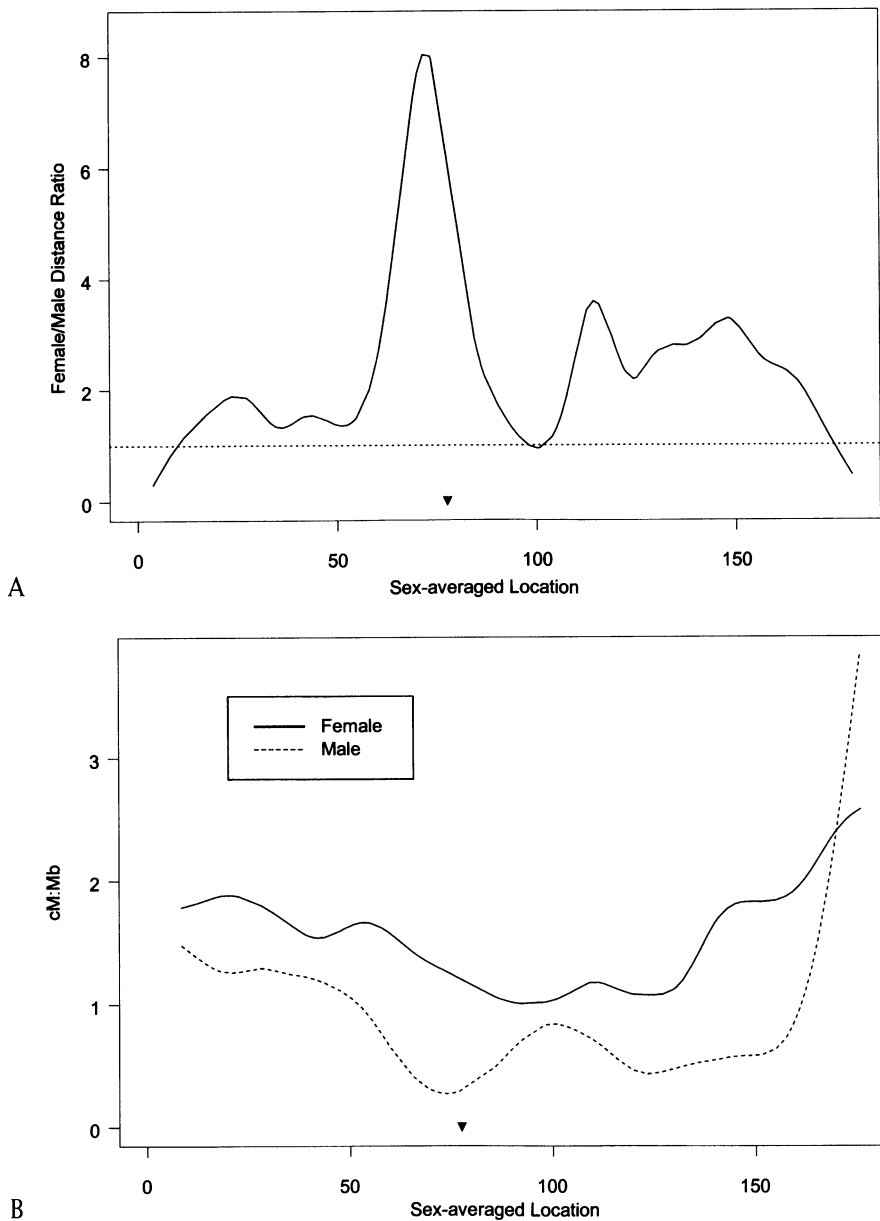 8
6
4
2
0
Female/Male Distance Ratio
0 50 100 150
Sex-averaged Location
A
Female
Male
3
2
1
0
cM:Mb
0 50 100 150
Sex-averaged Location
B